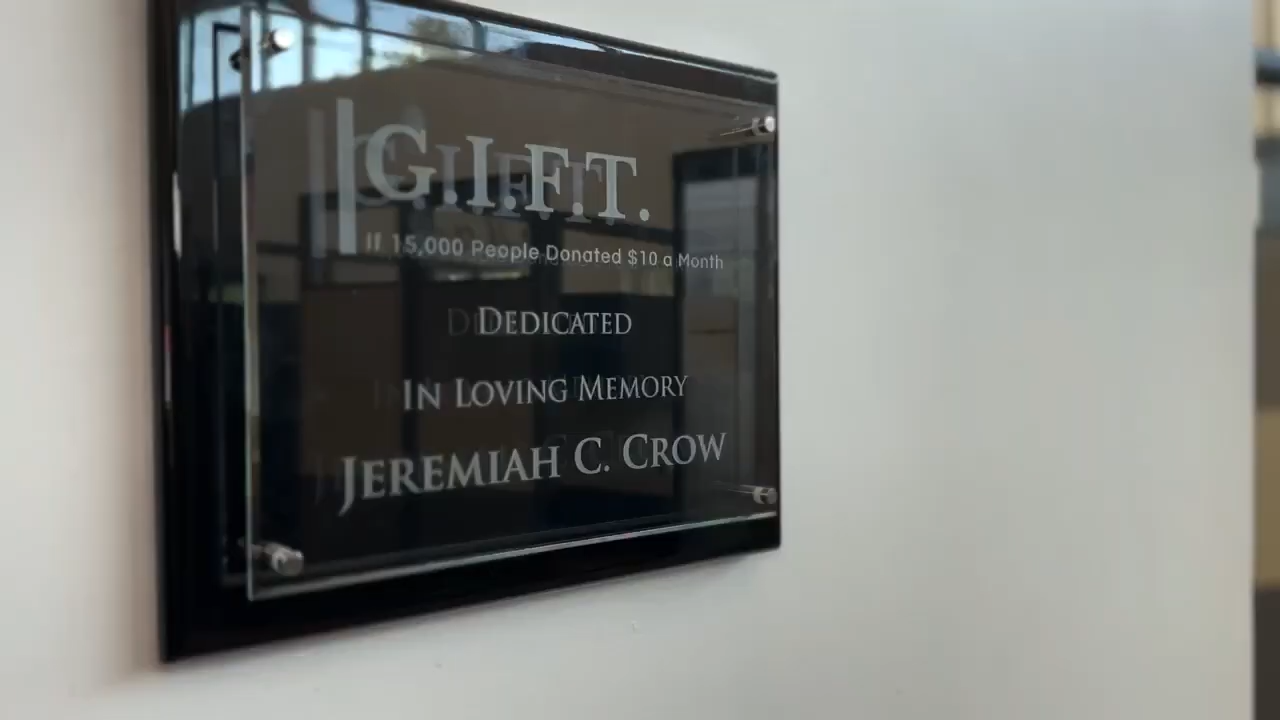 G.I.F.T.
If 15,000 People Donated $10 a Month
DEDICATED
IN LOVING MEMORY
JEREMIAH C. CROW